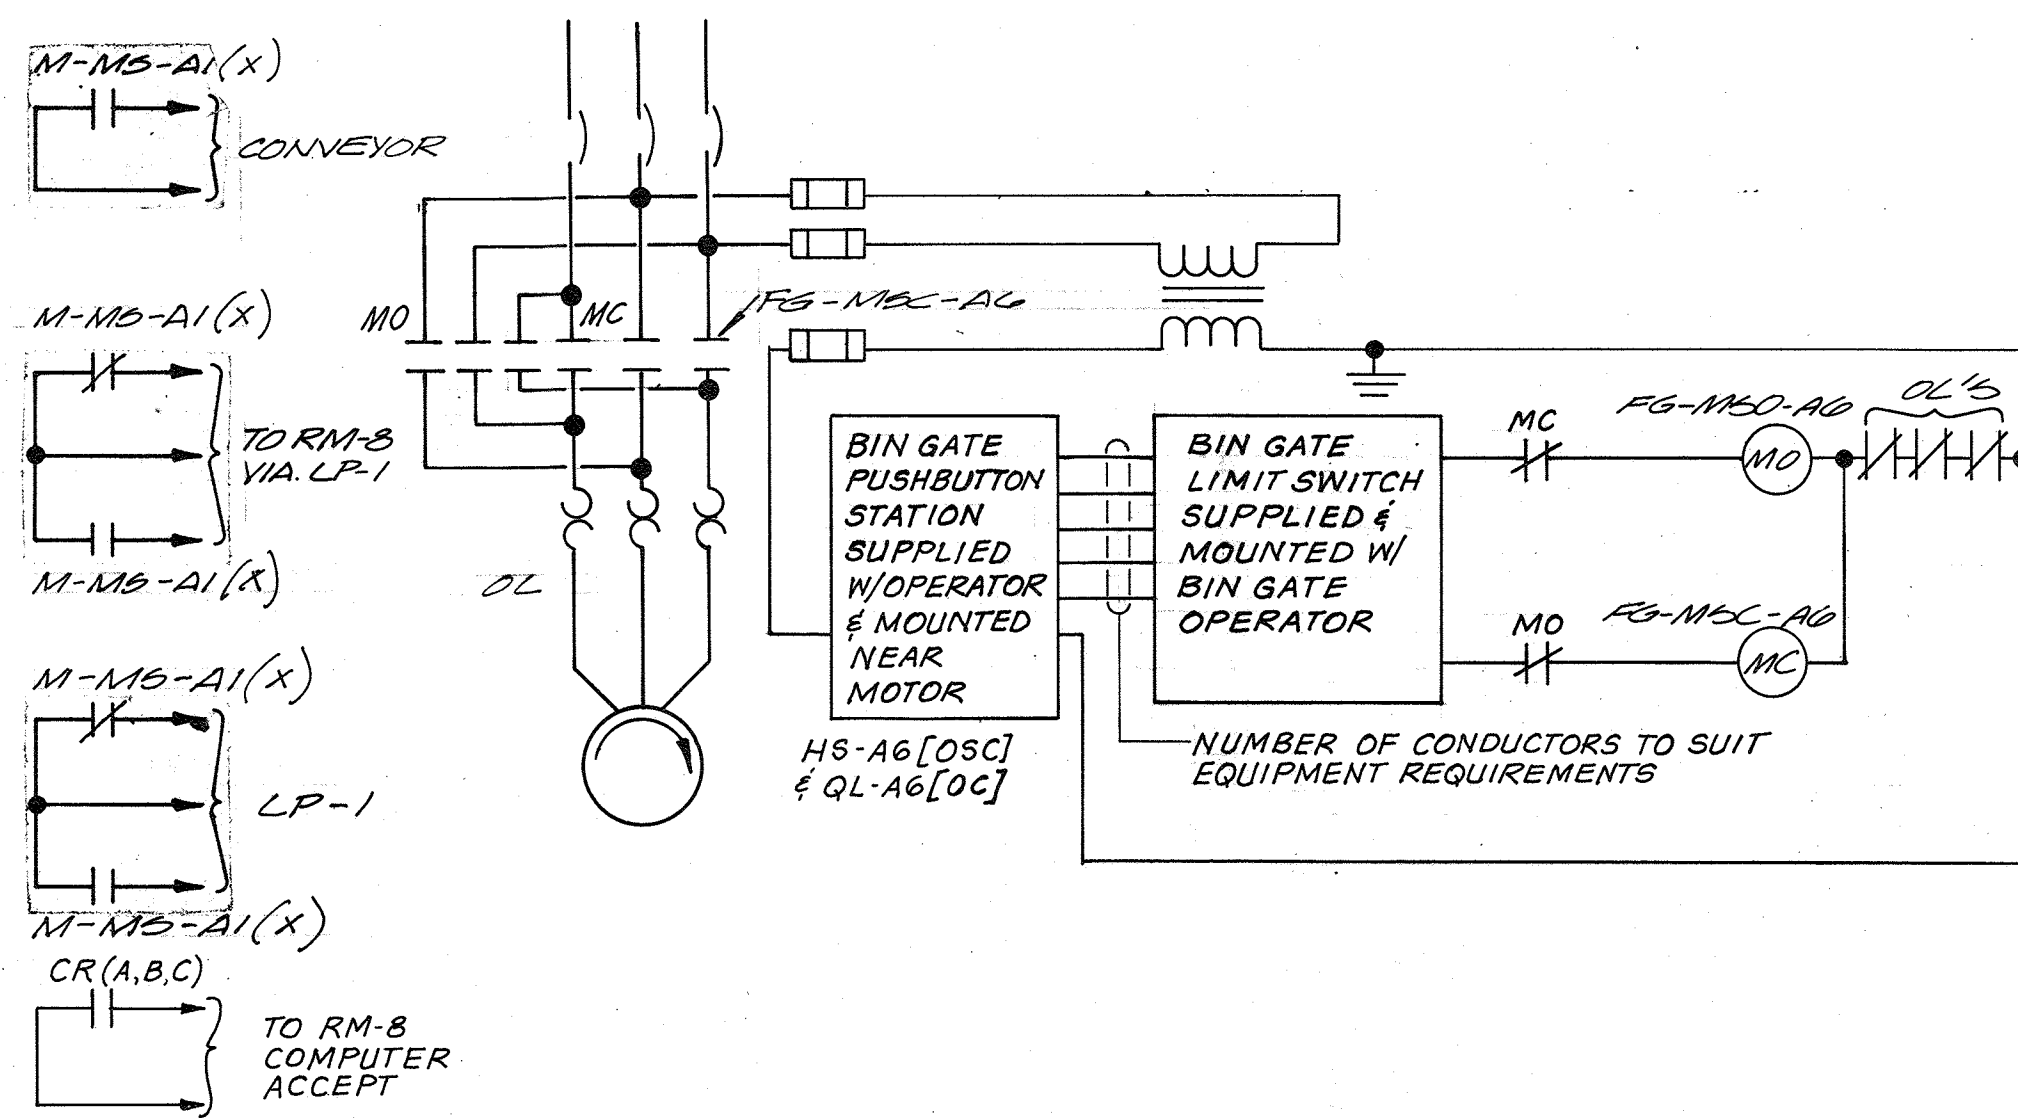 M-MS-A1(X)
CONVEYOR
M-MS-A1(X)
TO RM-8
VIA. LP-1
M-MS-A1(X)
M-MS-A1(X)
LP-1
M-MS-A1(X)
CR(A,B,C)
TO RM-8
COMPUTER
ACCEPT
MO
MC
FG-MSC-A6
OL
BIN GATE
PUSHBUTTON
STATION
SUPPLIED
W/OPERATOR
& MOUNTED
NEAR
MOTOR
HS-A6[OSC]
& QL-A6[OC]
BIN GATE
LIMIT SWITCH
SUPPLIED &
MOUNTED W/
BIN GATE
OPERATOR
NUMBER OF CONDUCTORS TO SUIT
EQUIPMENT REQUIREMENTS
MC
FG-MSO-A6
MO
OL'S
MO
FG-MSC-A6
MC